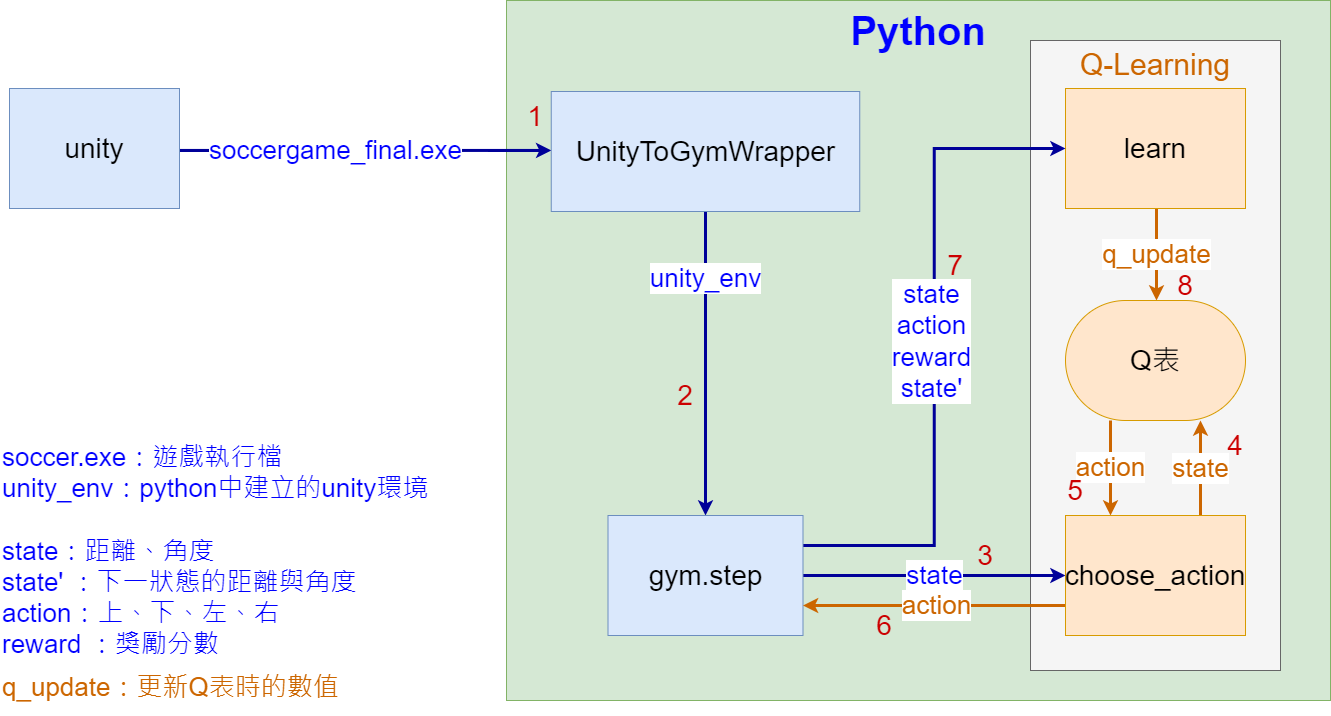 Python
Q-Learning
unity
soccergame_final.exe
1
UnityToGymWrapper
learn
unity_env
2
7
state
action
reward
state'
q_update
8
Q表
action
5
state
4
gym.step
state
3
action
6
choose_action
soccer.exe：遊戲執行檔
unity_env：python中建立的unity環境
state：距離、角度
state' ：下一狀態的距離與角度
action：上、下、左、右
reward ：獎勵分數
q_update：更新Q表時的數值